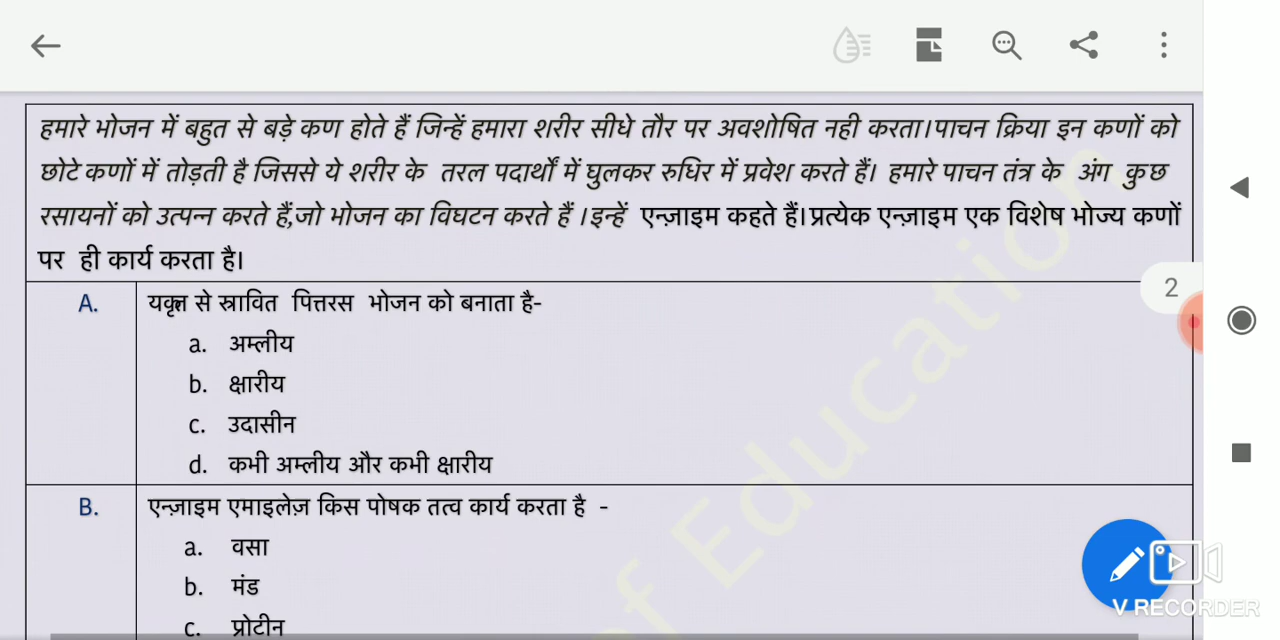 हमारे भोजन में बहुत से बड़े कण होते हैं जिन्हें हमारा शरीर सीधे तौर पर अवशोषित नही करता।पाचन क्रिया इन कणों को
छोटे कणों में तोड़ती है जिससे ये शरीर के तरल पदार्थों में घुलकर रुधिर में प्रवेश करते हैं। हमारे पाचन तंत्र के अंग कुछ
रसायनों को उत्पन्न करते हैं,जो भोजन का विघटन करते हैं ।इन्हें एन्ज़ाइम कहते हैं।प्रत्येक एन्ज़ाइम एक विशेष भोज्य कणों
पर ही कार्य करता है।
2
A. यकृत से स्रावित पित्तरस भोजन को बनाता है-
a. अम्लीय
b. क्षारीय
c. उदासीन
d. कभी अम्लीय और कभी क्षारीय
B. एन्ज़ाइम एमाइलेज़ किस पोषक तत्व कार्य करता है -
a. वसा
b. मंड
c. प्रोटीन
of Education
V RECORDER